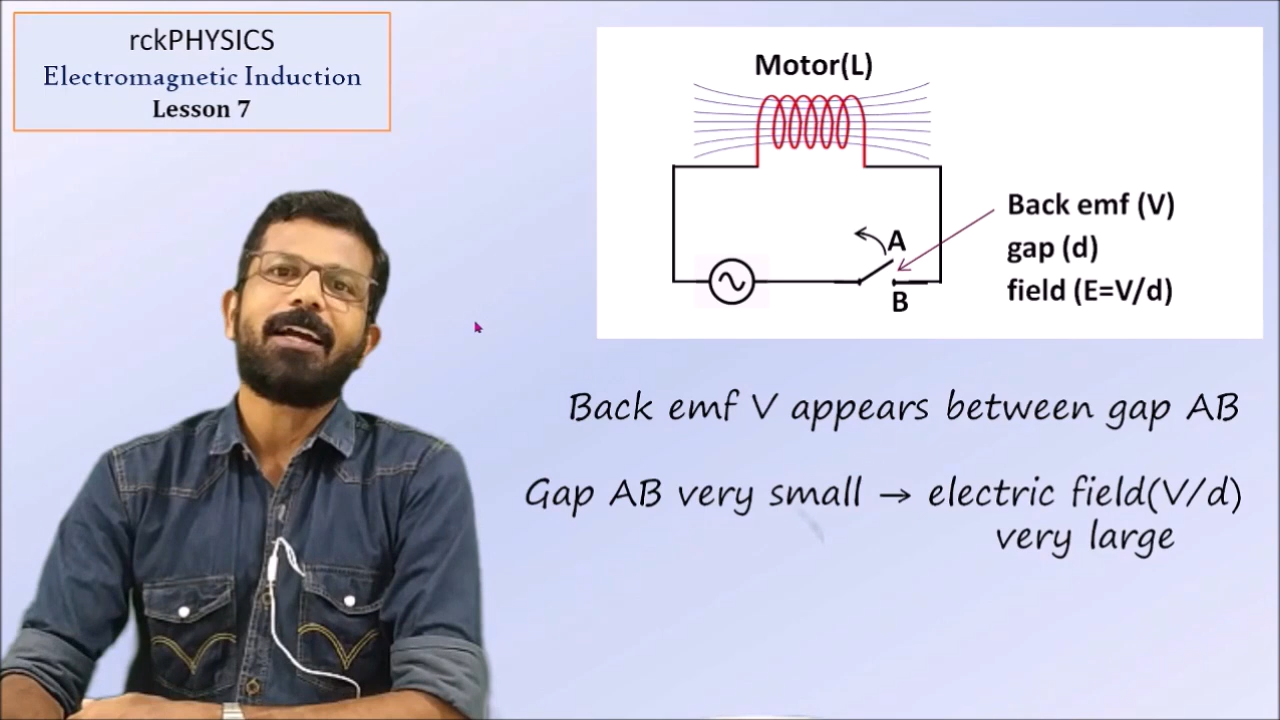 rckPHYSICS
Electromagnetic Induction
Lesson 7
Motor(L)
Back emf (V)
gap (d)
field (E=V/d)
A
B
Back emf V appears between gap AB
Gap AB very small → electric field(V/d)
very large